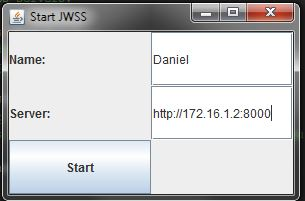 Start JWSS
Name:
Daniel
Server:
http://172.16.1.2:8000
Start